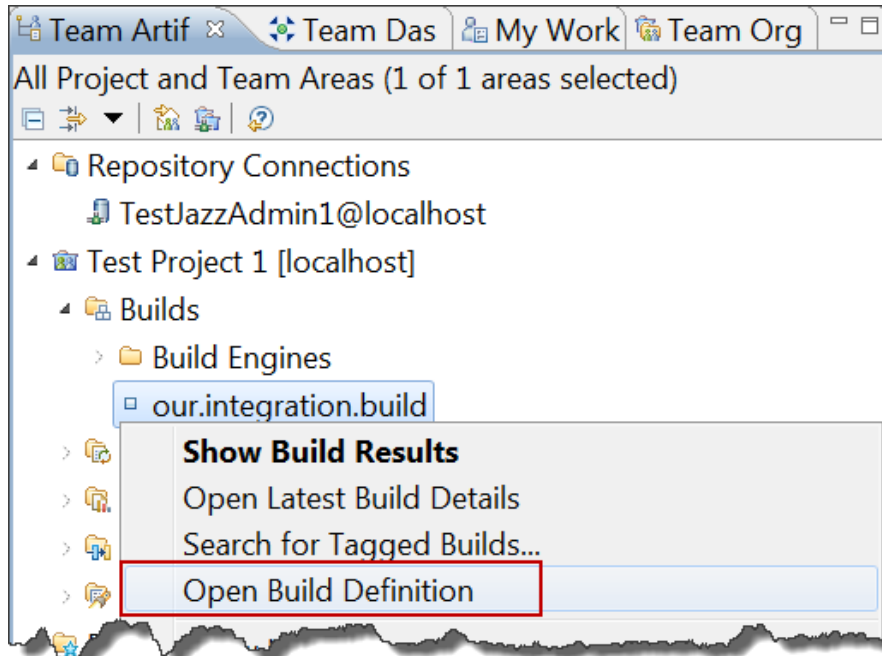 Team Artif Team Das My Work Team Org
All Project and Team Areas (1 of 1 areas selected)
Repository Connections
TestJazzAdmin1@localhost
Test Project 1 [localhost]
Builds
Build Engines
our.integration.build
Show Build Results
Open Latest Build Details
Search for Tagged Builds...
Open Build Definition